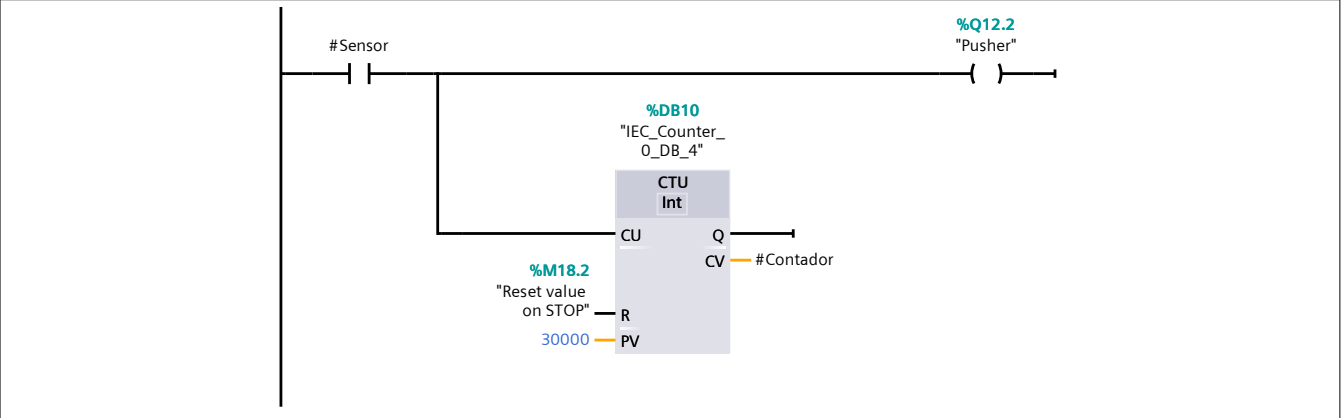 %Q12.2
#Sensor
"Pusher"
%DB10
"IEC_Counter_
0_DB_4"
CTU
Int
CU
Q
CV
#Contador
%M18.2
"Reset value
on STOP"
R
30000
PV